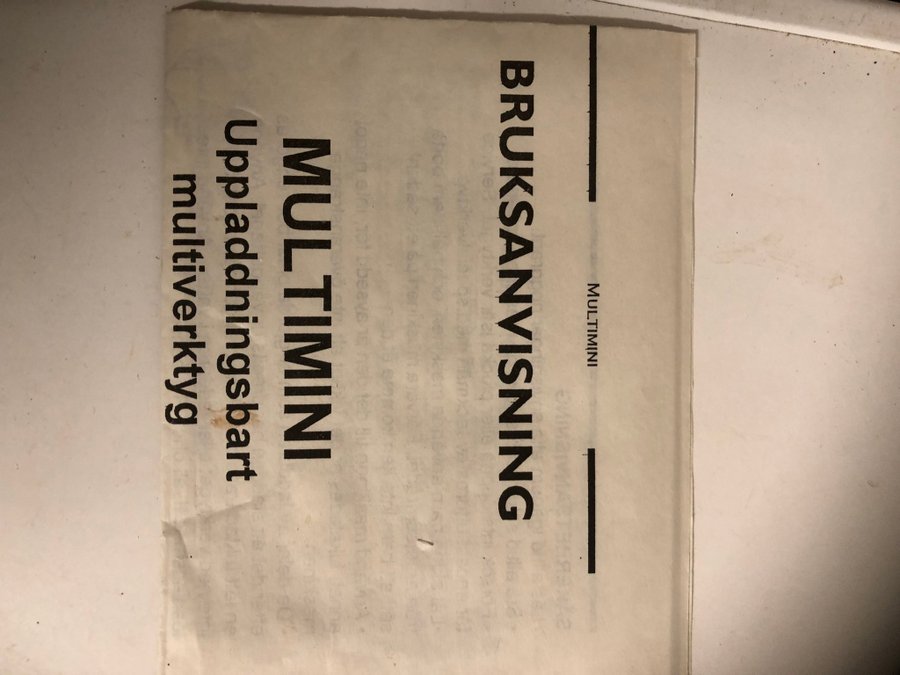 MULTIMINI
BRUKSANVISNING
MULTIMINI
Uppladdningsbart
multiverktyg